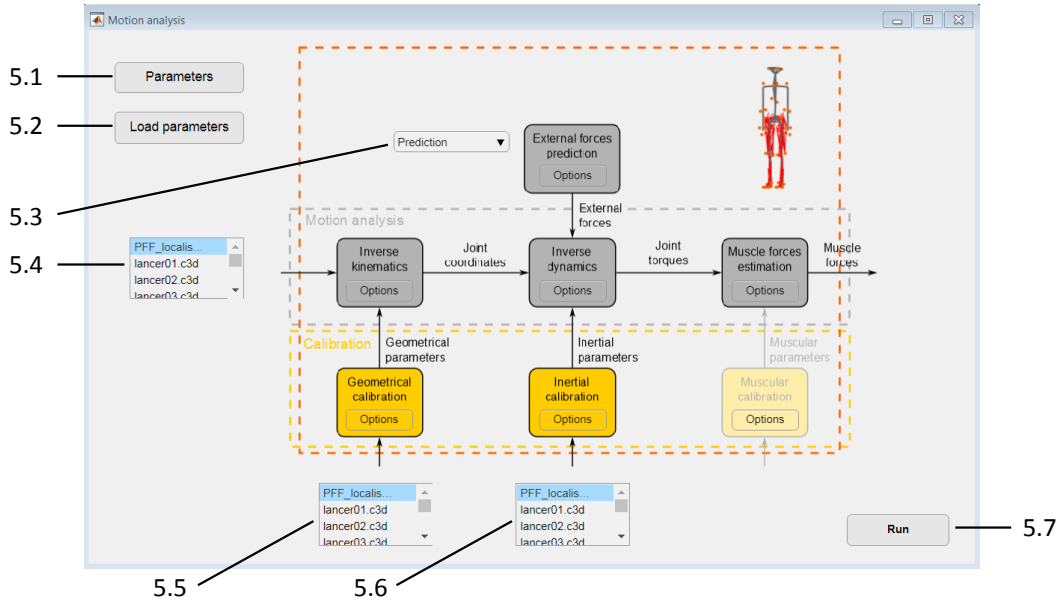 Motion analysis
5.1
Parameters
5.2
Load parameters
5.3
Prediction
External forces
prediction
Options
External
forces
Motion analysis
5.4
PFF_localis...
lancer01.c3d
lancer02.c3d
lancer03.c3d
Inverse
kinematics
Options
Joint
coordinates
Inverse
dynamics
Options
Joint
torques
Muscle forces
estimation
Options
Muscle
forces
Calibration
Geometrical
parameters
Inertial
parameters
Muscular
parameters
Geometrical
calibration
Options
Inertial
calibration
Options
Muscular
calibration
Options
PFF_localis...
lancer01.c3d
lancer02.c3d
lancer03.c3d
PFF_localis...
lancer01.c3d
lancer02.c3d
lancer03.c3d
Run
5.7
5.5
5.6